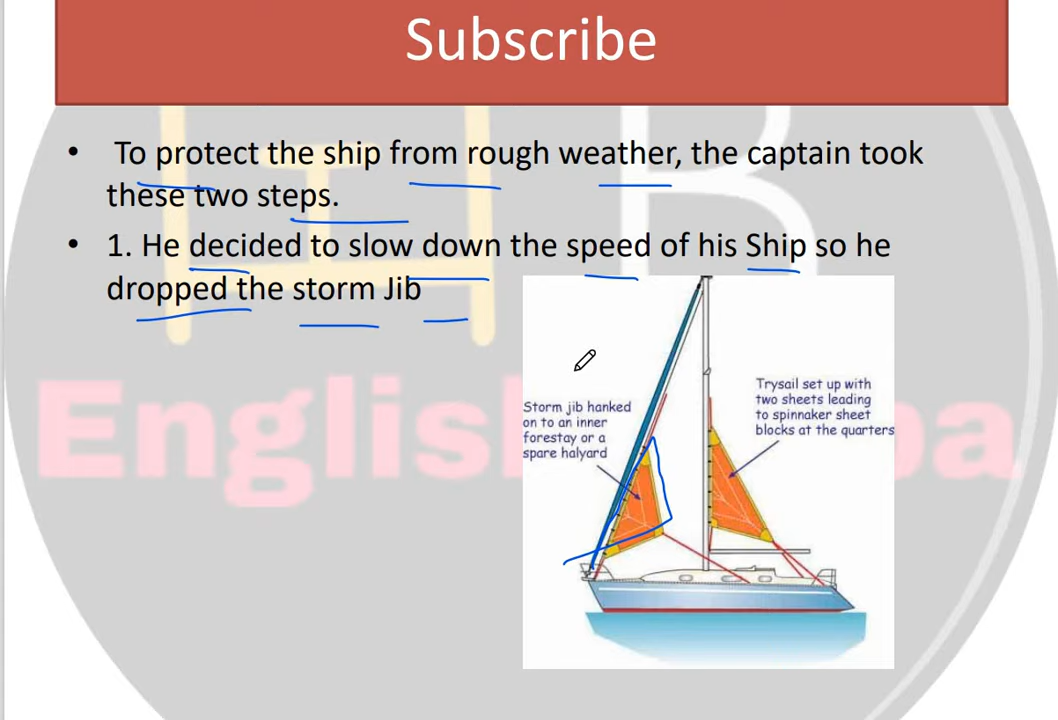 Subscribe
• To protect the ship from rough weather, the captain took
these two steps.
• 1. He decided to slow down the speed of his Ship so he
dropped the storm Jib
Storm jib hanked
on to an inner
forestay or a
spare halyard
Trysail set up with
two sheets leading
to spinnaker sheet
blocks at the quarters
English